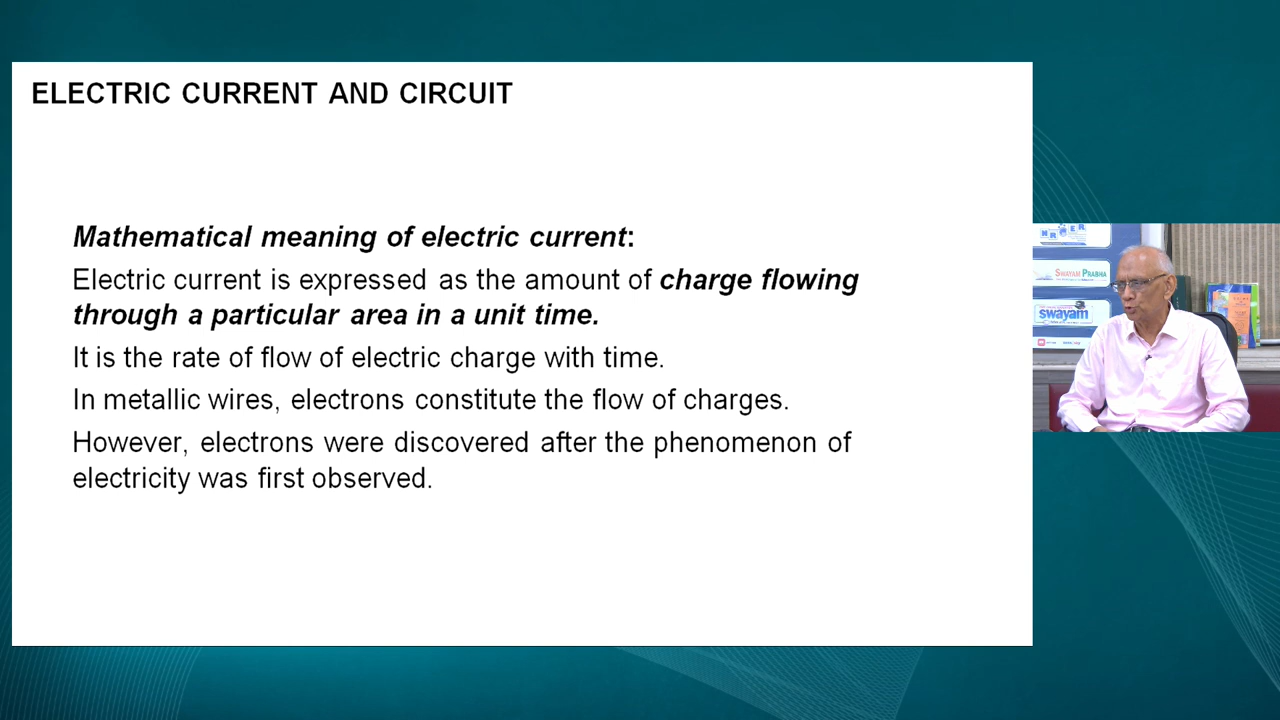 ELECTRIC CURRENT AND CIRCUIT
Mathematical meaning of electric current:
Electric current is expressed as the amount of charge flowing
through a particular area in a unit time.
It is the rate of flow of electric charge with time.
In metallic wires, electrons constitute the flow of charges.
However, electrons were discovered after the phenomenon of
electricity was first observed.
SWAYAM PRABHA
swayam